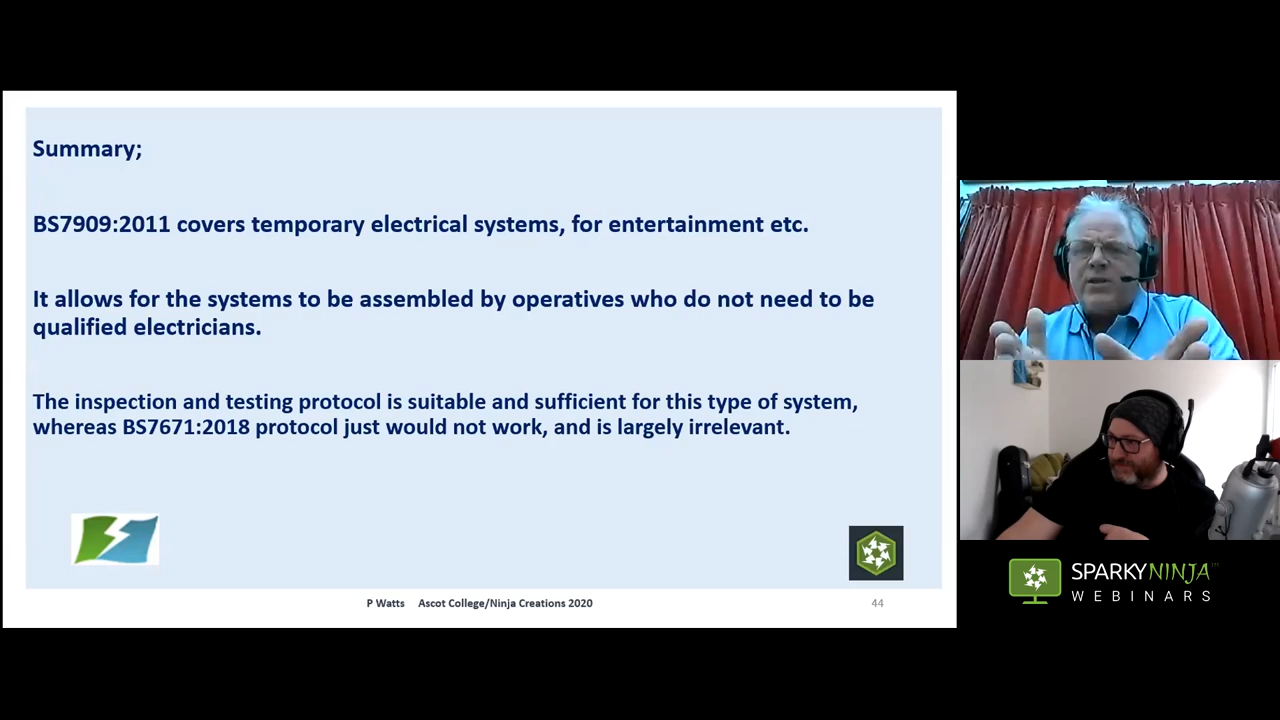 Summary;
BS7909:2011 covers temporary electrical systems, for entertainment etc.
It allows for the systems to be assembled by operatives who do not need to be
qualified electricians.
The inspection and testing protocol is suitable and sufficient for this type of system,
whereas BS7671:2018 protocol just would not work, and is largely irrelevant.
P Watts Ascot College/Ninja Creations 2020
44
SPARKYNINJA™
WEBINARS